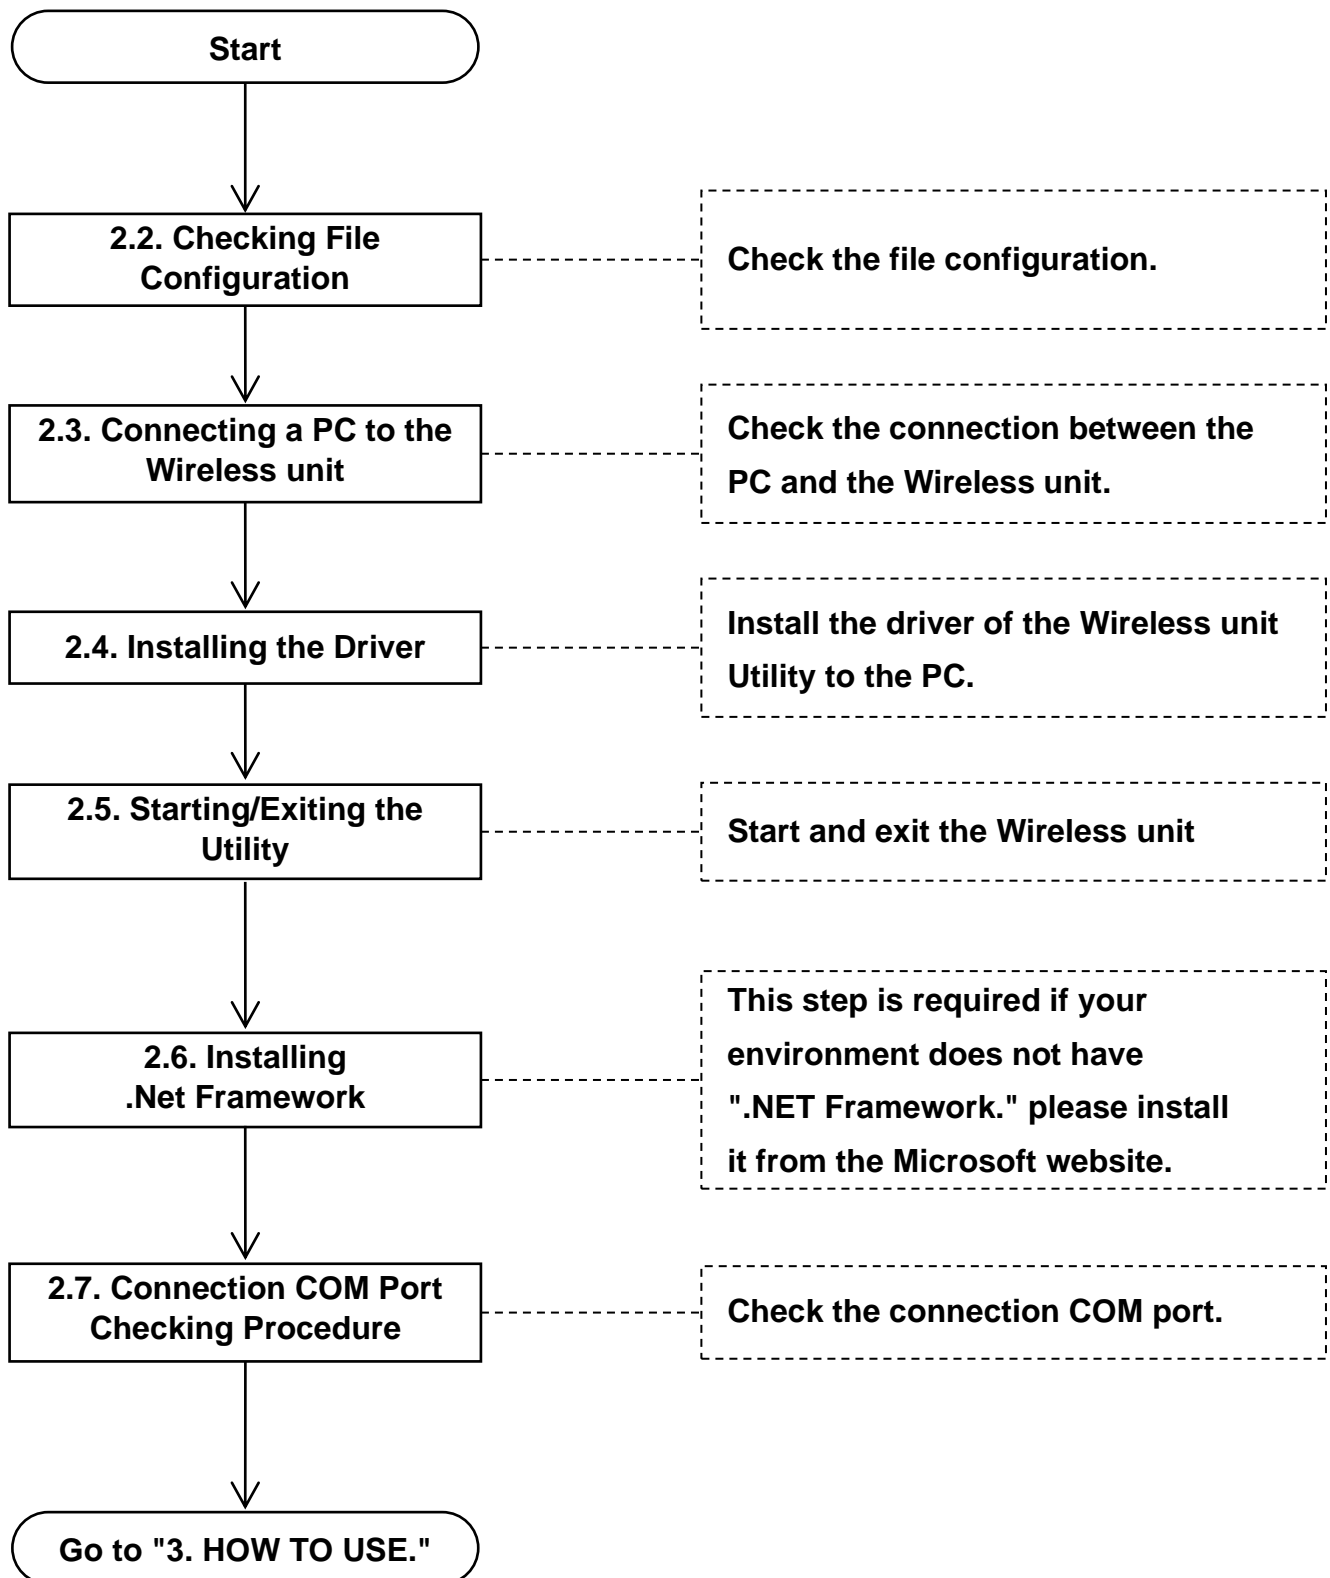 Start
2.2. Checking File
Configuration
Check the file configuration.
2.3. Connecting a PC to the
Wireless unit
Check the connection between the
PC and the Wireless unit.
2.4. Installing the Driver
Install the driver of the Wireless unit
Utility to the PC.
2.5. Starting/Exiting the
Utility
Start and exit the Wireless unit
2.6. Installing
.Net Framework
This step is required if your
environment does not have
".NET Framework." please install
it from the Microsoft website.
2.7. Connection COM Port
Checking Procedure
Check the connection COM port.
Go to "3. HOW TO USE."